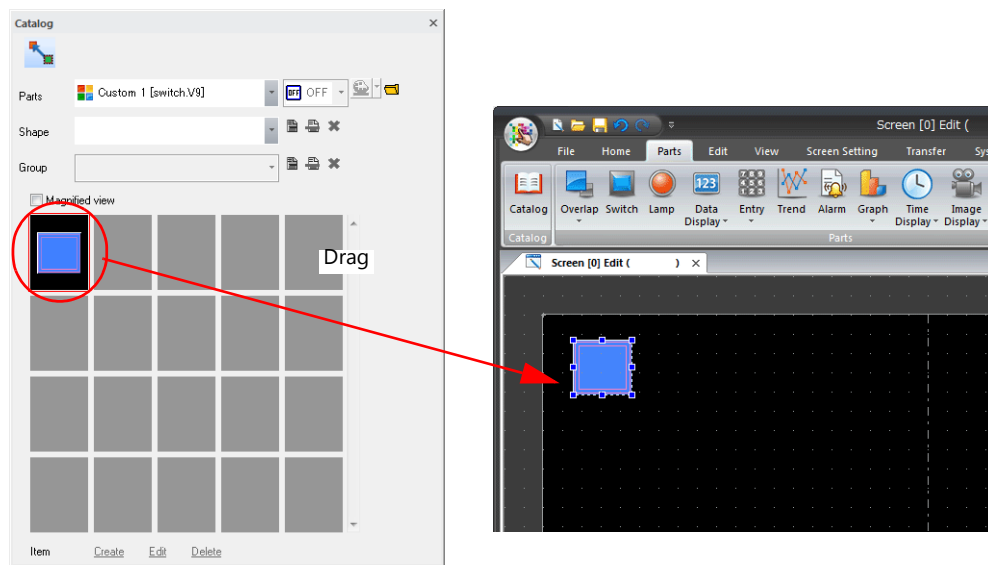 Catalog
Parts Custom 1 [switch.V9] OFF OFF
Shape
Group
Magnified view
Drag
Item Create Edit Delete
Screen [0] Edit (
File Home Parts Edit View Screen Setting Transfer Sys
Catalog Overlap Switch Lamp Data Display Entry Trend Alarm Graph Time Display Image Display
123
Catalog Parts
Screen [0] Edit ( )